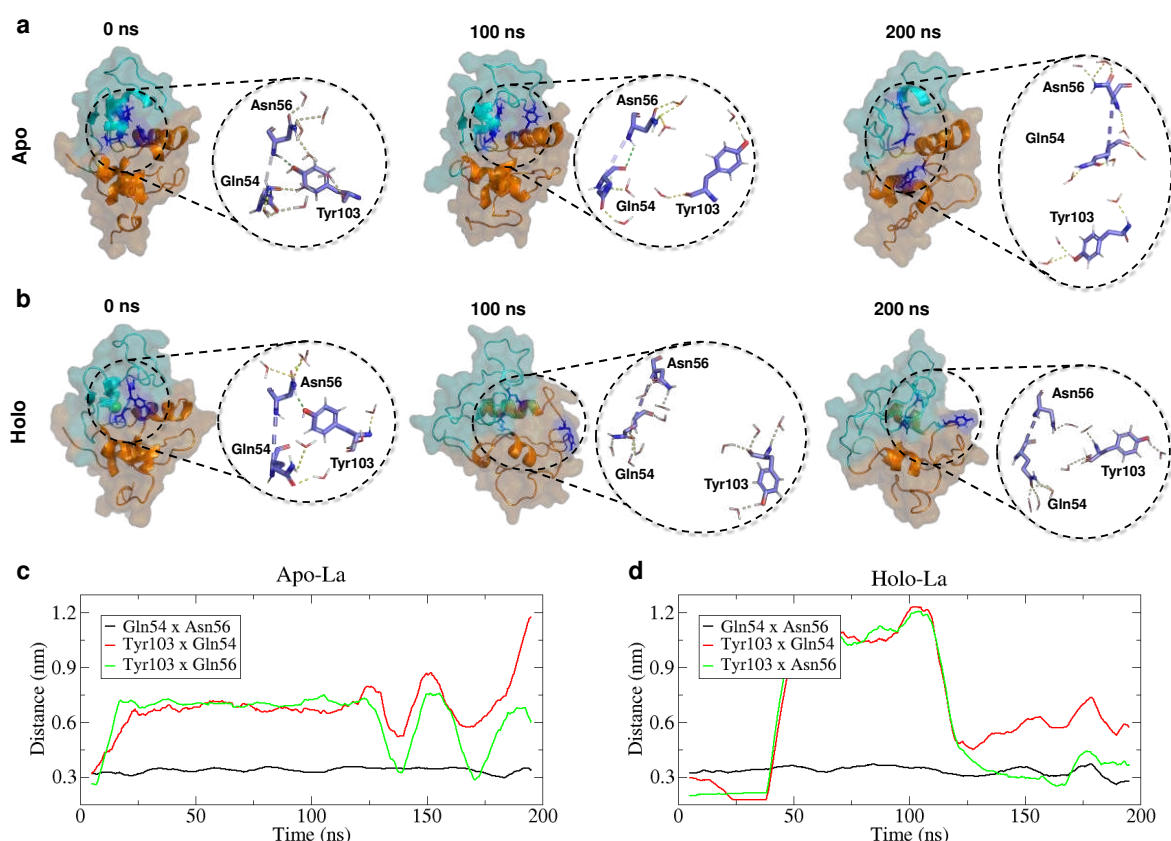 a
0 ns
100 ns
200 ns
Apo
Asn56
Gln54
Tyr103
Asn56
Gln54
Tyr103
Asn56
Gln54
Tyr103
b
0 ns
100 ns
200 ns
Holo
Asn56
Gln54
Tyr103
Asn56
Gln54
Tyr103
Asn56
Tyr103
Gln54
c
Apo-La
Distance (nm)
1.2
0.9
0.6
0.3
Gln54 x Asn56
Tyr103 x Gln54
Tyr103 x Gln56
0
50
100
150
200
Time (ns)
d
Holo-La
Distance (nm)
1.2
0.9
0.6
0.3
Gln54 x Asn56
Tyr103 x Gln54
Tyr103 x Asn56
0
50
100
150
200
Time (ns)